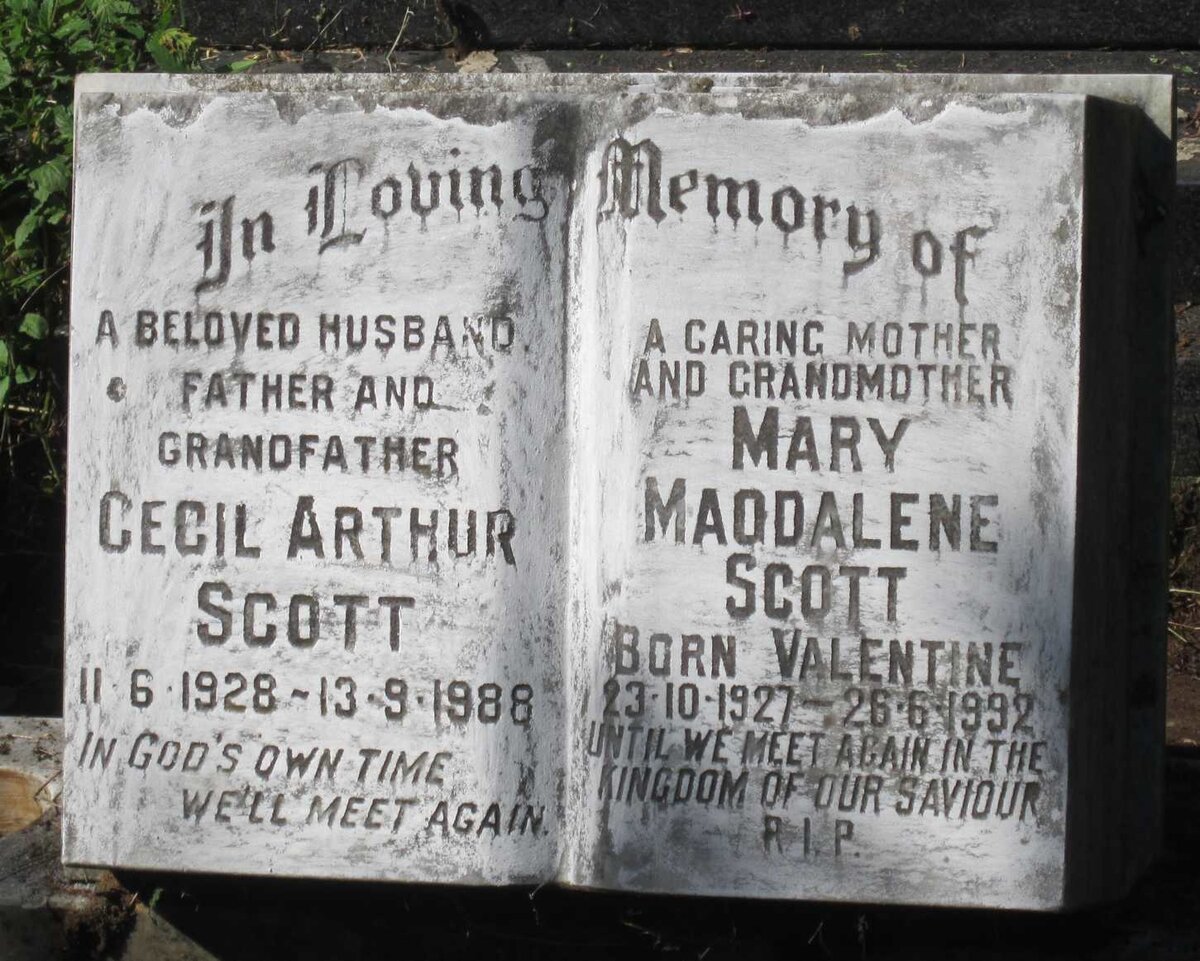 In Loving Memory of
A BELOVED HUSBAND,
FATHER AND
GRANDFATHER
CECIL ARTHUR
SCOTT
11·6·1928~13·9·1988
IN GOD'S OWN TIME
WE'LL MEET AGAIN.
A CARING MOTHER
AND GRANDMOTHER
MARY
MAGDALENE
SCOTT
BORN VALENTINE
23·10·1927~26·6·1992
UNTIL WE MEET AGAIN IN THE
KINGDOM OF OUR SAVIOUR
R.I.P.